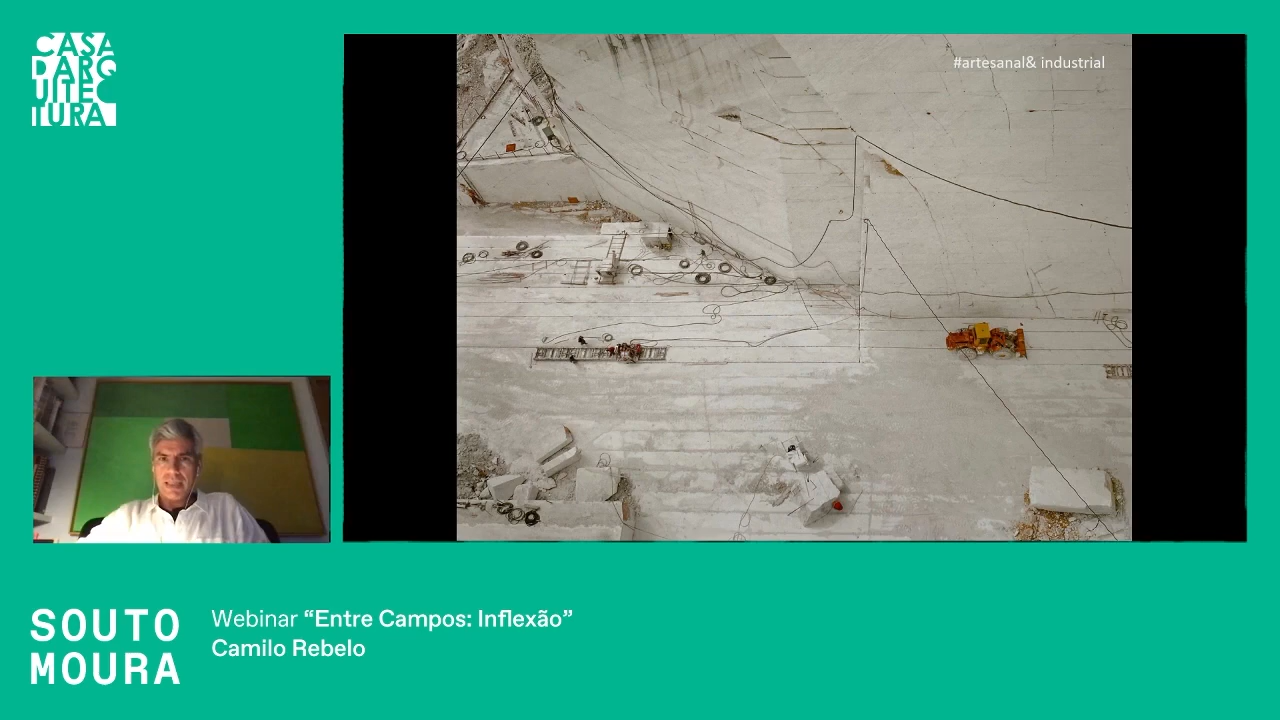 CASA
DARQ
UITEC
TURA
#artesanal& industrial
SOUTO
MOURA
Webinar “Entre Campos: Inflexão”
Camilo Rebelo